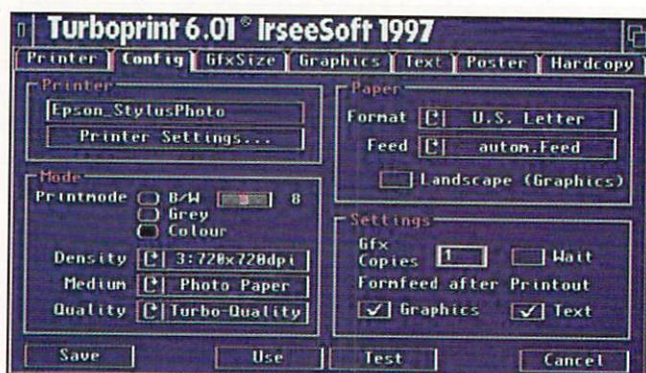 Turboprint 6.01 © IrseeSoft 1997
Printer Config GfxSize Graphics Text Poster Hardcopy
Printer
Epson_StylusPhoto
Printer Settings...
Mode
Printmode B/W 8 8
Grey
Colour
Density 3:720x720dpi
Medium Photo Paper
Quality Turbo-Quality
Paper
Format U.S. Letter
Feed autom.Feed
Landscape (Graphics)
Settings
Gfx
Copies 1 Wait
Formfeed after Printout
Graphics Text
Save Use Test Cancel